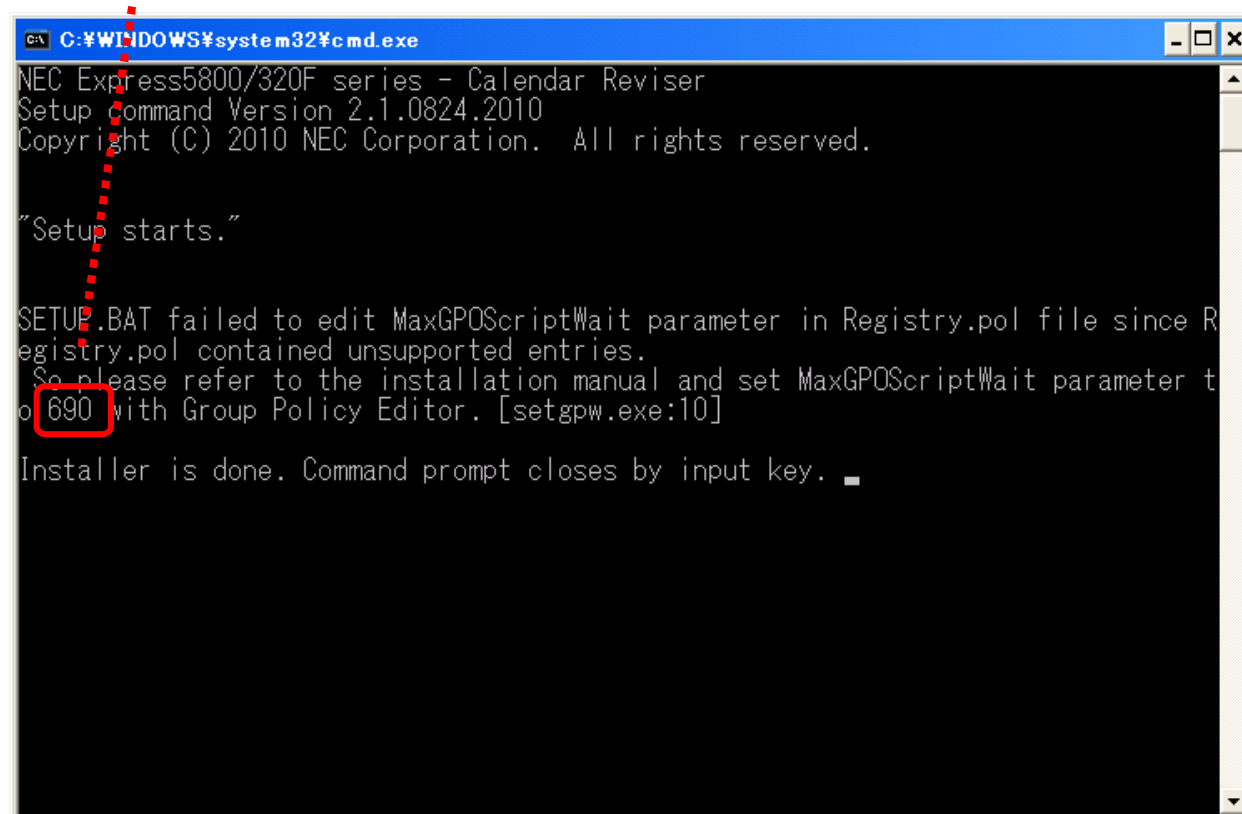 C:¥WINDOWS¥system32¥cmd.exe
NEC Express5800/320F series - Calendar Reviser
Setup command Version 2.1.0824.2010
Copyright (C) 2010 NEC Corporation.  All rights reserved.
"Setup starts."
SETUP.BAT failed to edit MaxGPOScriptWait parameter in Registry.pol file since R
egistry.pol contained unsupported entries.
 So please refer to the installation manual and set MaxGPOScriptWait parameter t
o 690 with Group Policy Editor. [setgpw.exe:10]
Installer is done. Command prompt closes by input key.